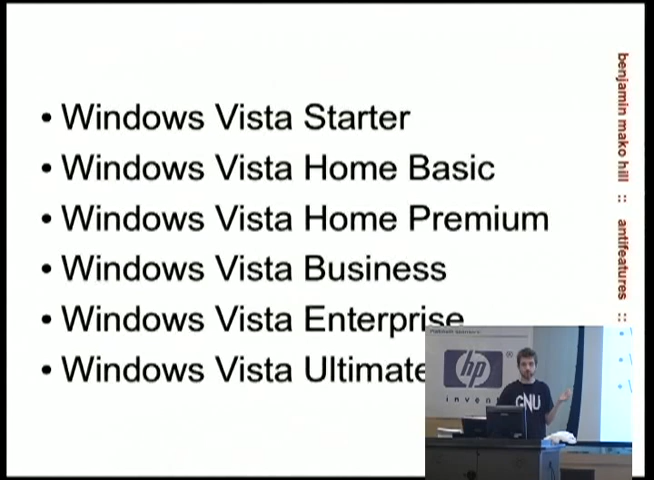 • Windows Vista Starter
• Windows Vista Home Basic
• Windows Vista Home Premium
• Windows Vista Business
• Windows Vista Enterprise
• Windows Vista Ultimate
benjamin mako hill :: antifeatures ::
hp ®
invent
GNU